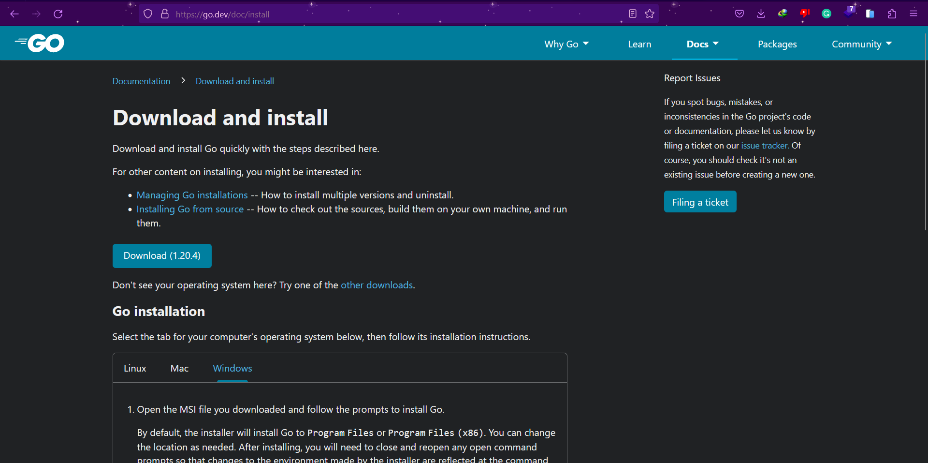 https://go.dev/doc/install
7
GO
Why Go
Learn
Docs
Packages
Community
Documentation > Download and install
Download and install
Download and install Go quickly with the steps described here.
For other content on installing, you might be interested in:
• Managing Go installations -- How to install multiple versions and uninstall.
• Installing Go from source -- How to check out the sources, build them on your own machine, and run
them.
Download (1.20.4)
Don't see your operating system here? Try one of the other downloads.
Go installation
Select the tab for your computer's operating system below, then follow its installation instructions.
Linux
Mac
Windows
1. Open the MSI file you downloaded and follow the prompts to install Go.
By default, the installer will install Go to Program Files or Program Files (x86). You can change
the location as needed. After installing, you will need to close and reopen any open command
prompts so that changes to the environment made by the installer are reflected at the command
Report Issues
If you spot bugs, mistakes, or
inconsistencies in the Go project's code
or documentation, please let us know by
filing a ticket on our issue tracker. Of
course, you should check it's not an
existing issue before creating a new one.
Filing a ticket